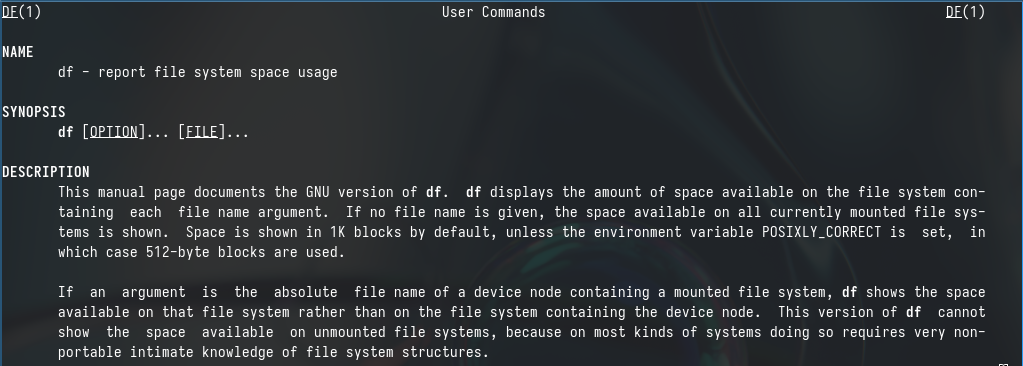 DF(1) User Commands DF(1)
NAME
df - report file system space usage
SYNOPSIS
df [OPTION]... [FILE]...
DESCRIPTION
This manual page documents the GNU version of df. df displays the amount of space available on the file system con-
taining each file name argument. If no file name is given, the space available on all currently mounted file sys-
tems is shown. Space is shown in 1K blocks by default, unless the environment variable POSIXLY_CORRECT is set, in
which case 512-byte blocks are used.
If an argument is the absolute file name of a device node containing a mounted file system, df shows the space
available on that file system rather than on the file system containing the device node. This version of df cannot
show the space available on unmounted file systems, because on most kinds of systems doing so requires very non-
portable intimate knowledge of file system structures.